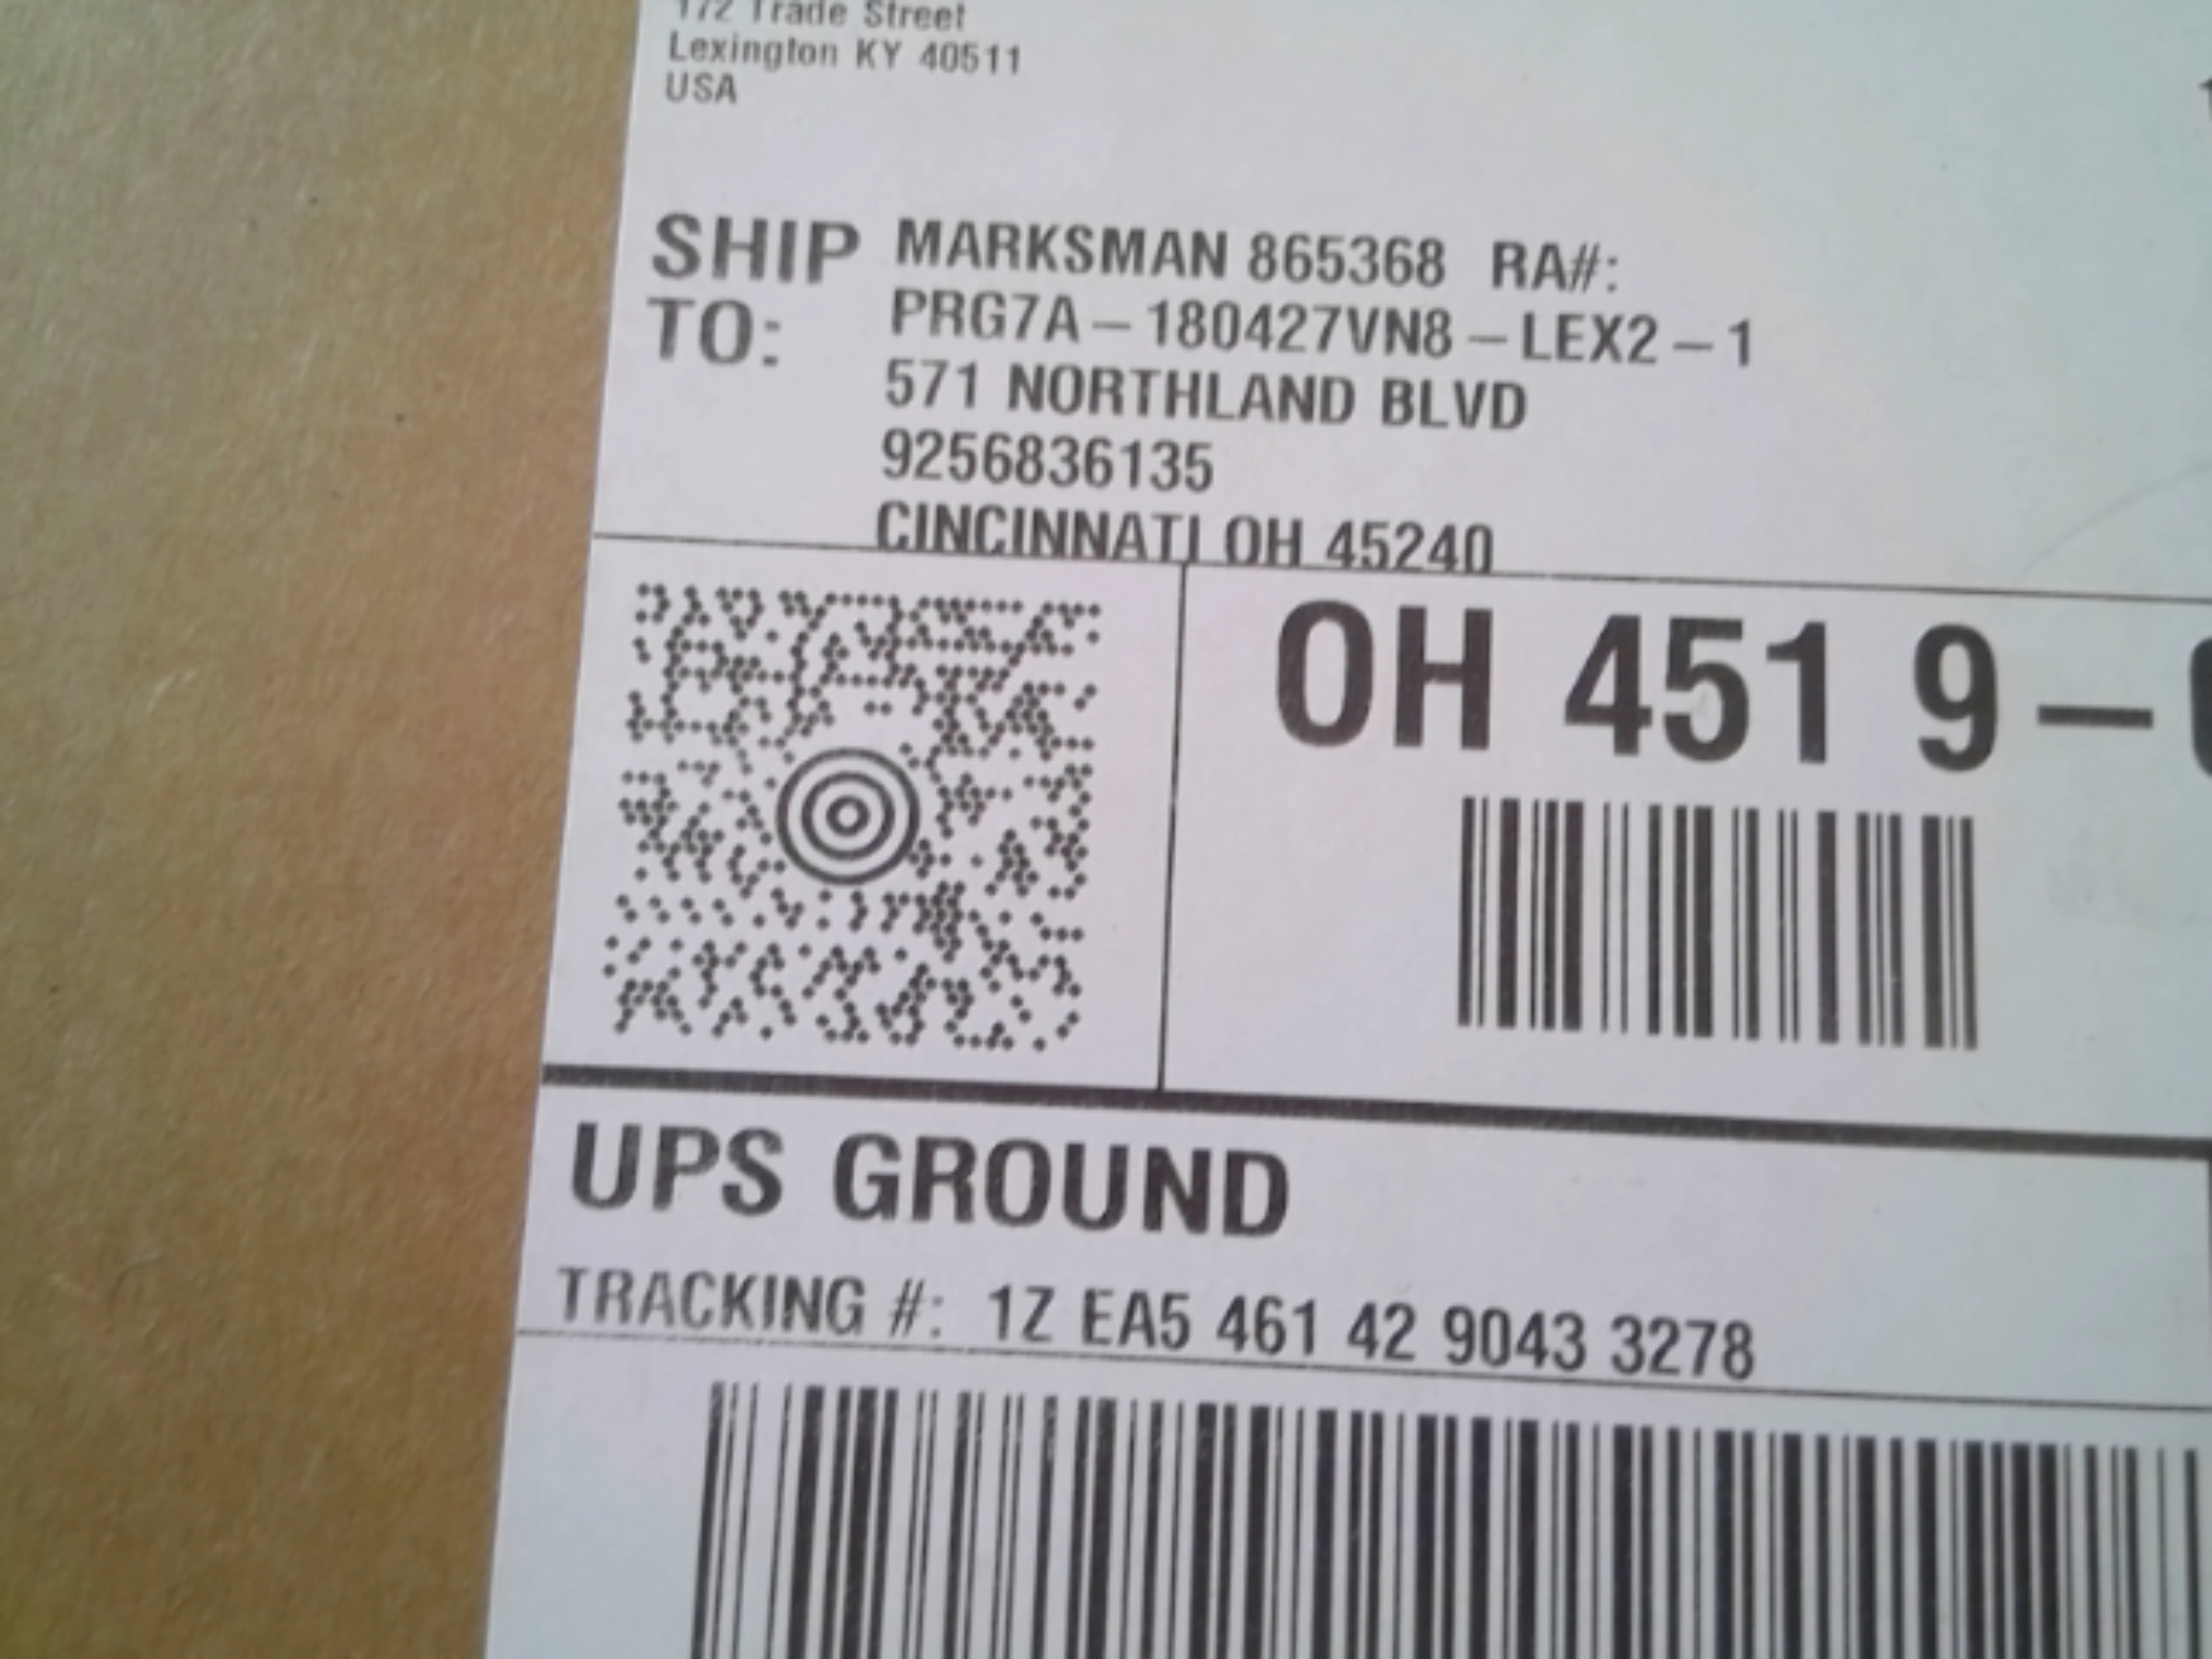 172 Trade Street
Lexington KY 40511
USA
SHIP TO:
MARKSMAN 865368 RA#:
PRG7A – 180427VN8 – LEX2 – 1
571 NORTHLAND BLVD
9256836135
CINCINNATI OH 45240
OH 451 9 –
UPS GROUND
TRACKING #: 1Z EA5 461 42 9043 3278